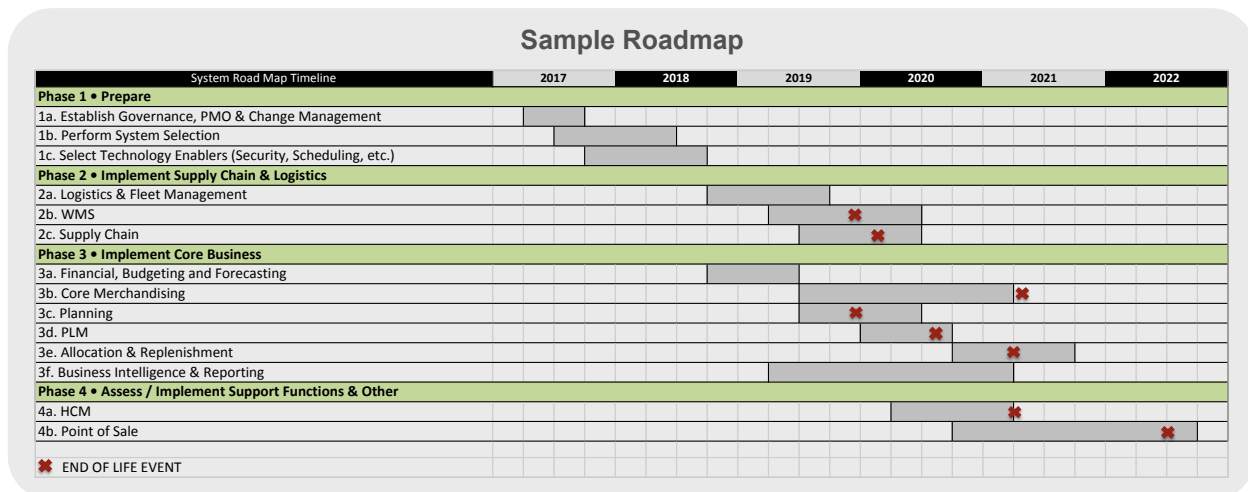 Sample Roadmap
System Road Map Timeline 2017 2018 2019 2020 2021 2022
Phase 1 • Prepare
1a. Establish Governance, PMO & Change Management
1b. Perform System Selection
1c. Select Technology Enablers (Security, Scheduling, etc.)
Phase 2 • Implement Supply Chain & Logistics
2a. Logistics & Fleet Management
2b. WMS
2c. Supply Chain
Phase 3 • Implement Core Business
3a. Financial, Budgeting and Forecasting
3b. Core Merchandising
3c. Planning
3d. PLM
3e. Allocation & Replenishment
3f. Business Intelligence & Reporting
Phase 4 • Assess / Implement Support Functions & Other
4a. HCM
4b. Point of Sale
END OF LIFE EVENT